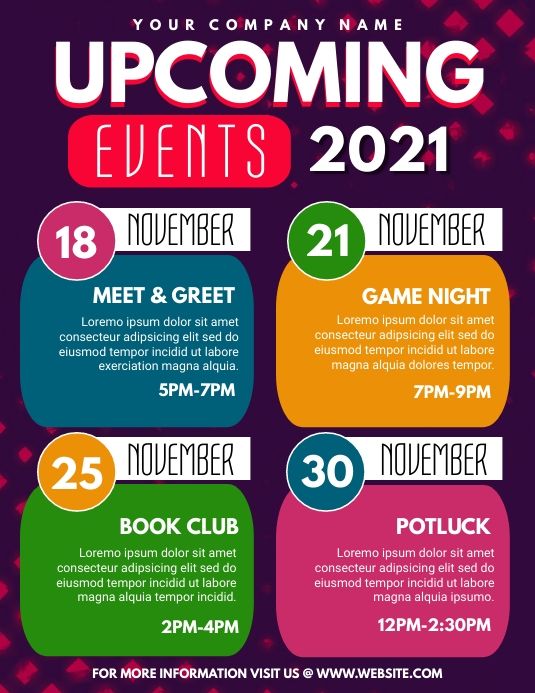 YOUR COMPANY NAME
UPCOMING
EVENTS 2021
18 NOVEMBER
MEET & GREET
Loremo ipsum dolor sit amet
consecteur adipsicing elit sed do
eiusmod tempor incidid ut labore
exerciation magna alquia.
5PM-7PM
21 NOVEMBER
GAME NIGHT
Loremo ipsum dolor sit amet
consecteur adipsicing elit sed do
eiusmod tempor incidid ut labore
magna alquia dolores tempor.
7PM-9PM
25 NOVEMBER
BOOK CLUB
Loremo ipsum dolor sit amet
consecteur adipsicing elit sed do
eiusmod tempor incidid ut labore
magna alquia tempor incidid.
2PM-4PM
30 NOVEMBER
POTLUCK
Loremo ipsum dolor sit amet
consecteur adipsicing elit sed do
eiusmod tempor incidid ut labore
magna alquia ipsumo.
12PM-2:30PM
FOR MORE INFORMATION VISIT US @ WWW.WEBSITE.COM